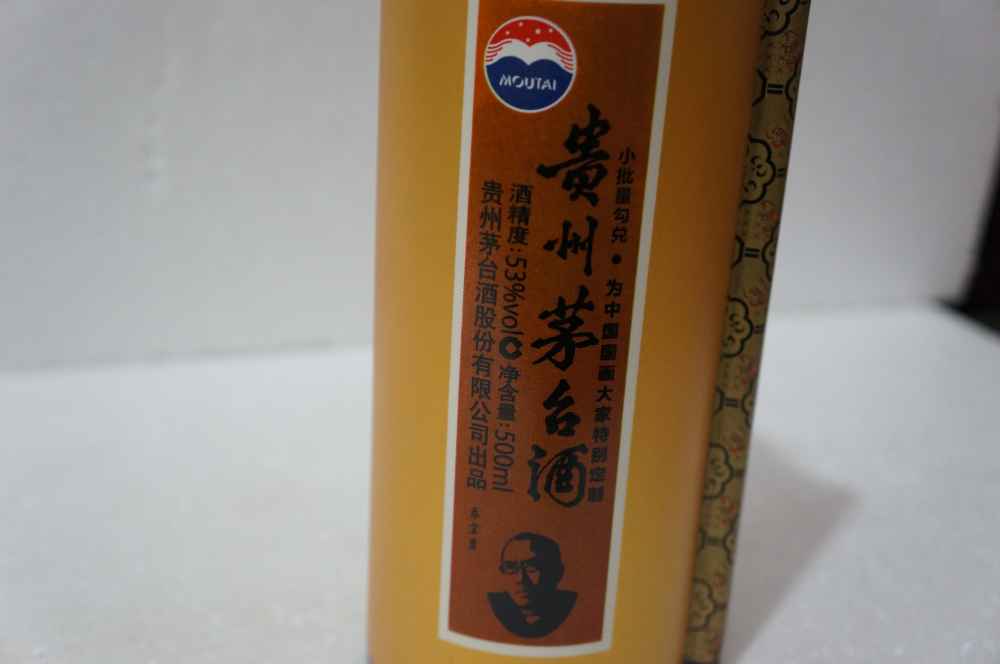 MOUTAI
小批量勾兑·为中国国画大家特别定制
貴州茅台酒
酒精度:53%vol 净含量:500ml
贵州茅台酒股份有限公司出品